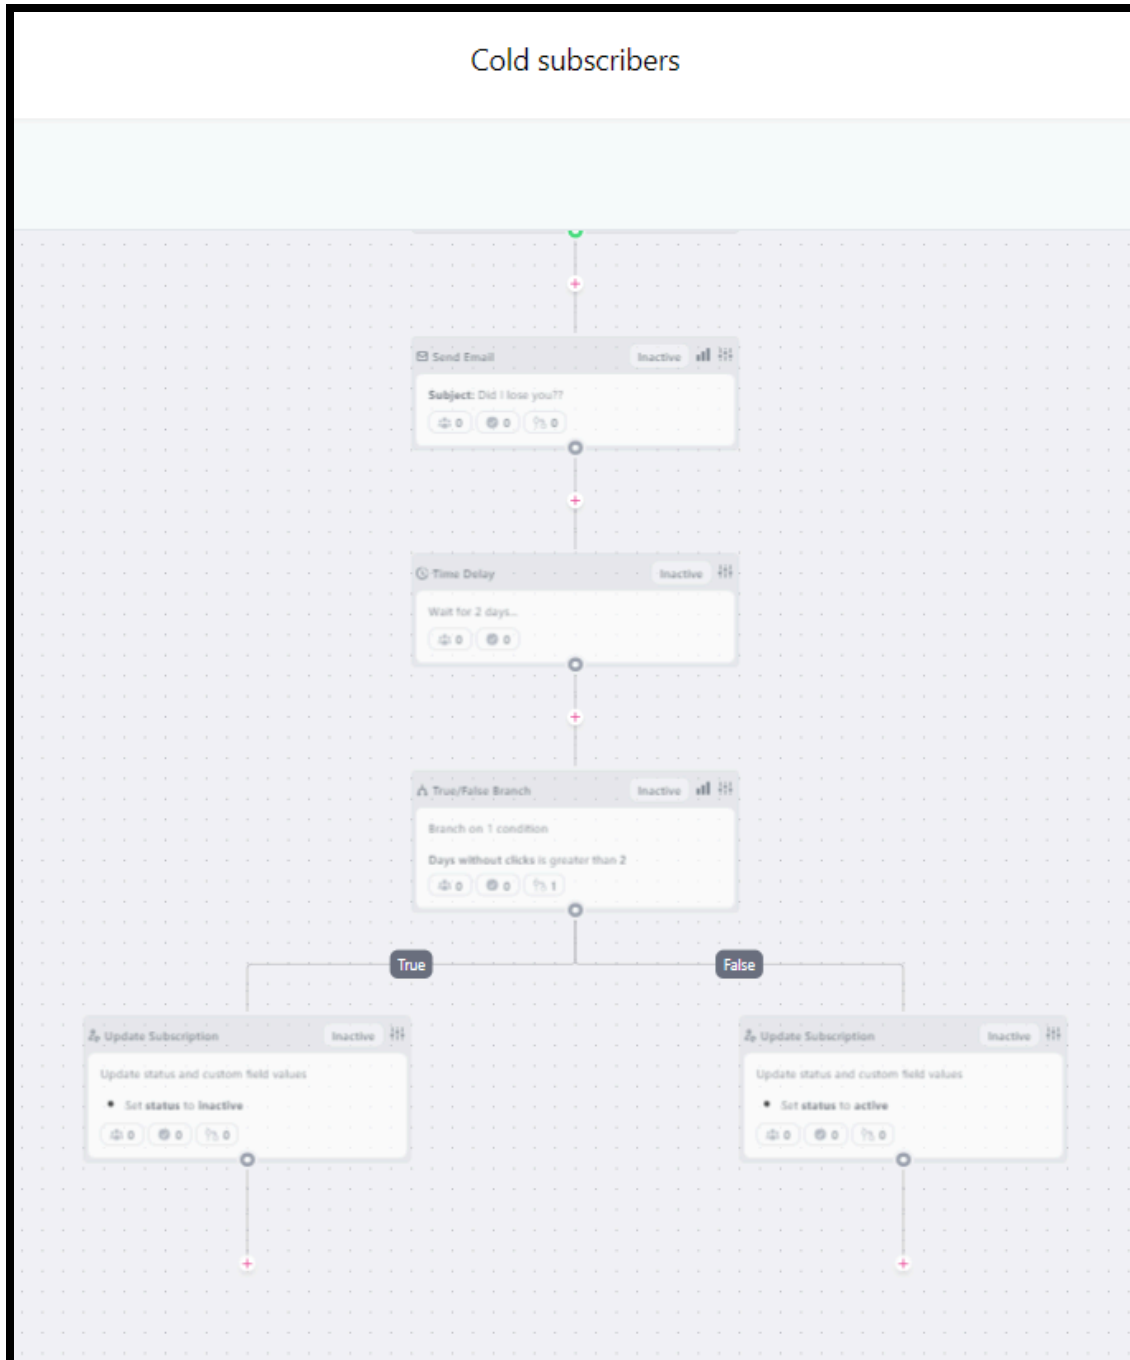 Cold subscribers
Send Email Inactive
Subject: Did I lose you??
0 0 0
Time Delay Inactive
Wait for 2 days...
0 0
True/False Branch Inactive
Branch on 1 condition
Days without clicks is greater than 2
0 0 1
True False
Update Subscription Inactive
Update status and custom field values
• Set status to inactive
0 0 0
Update Subscription Inactive
Update status and custom field values
• Set status to active
0 0 0